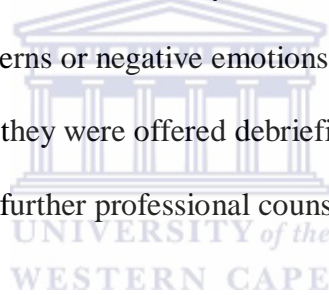 erns or negative emotions
they were offered debriefi
further professional couns
UNIVERSITY of the
WESTERN CAPE